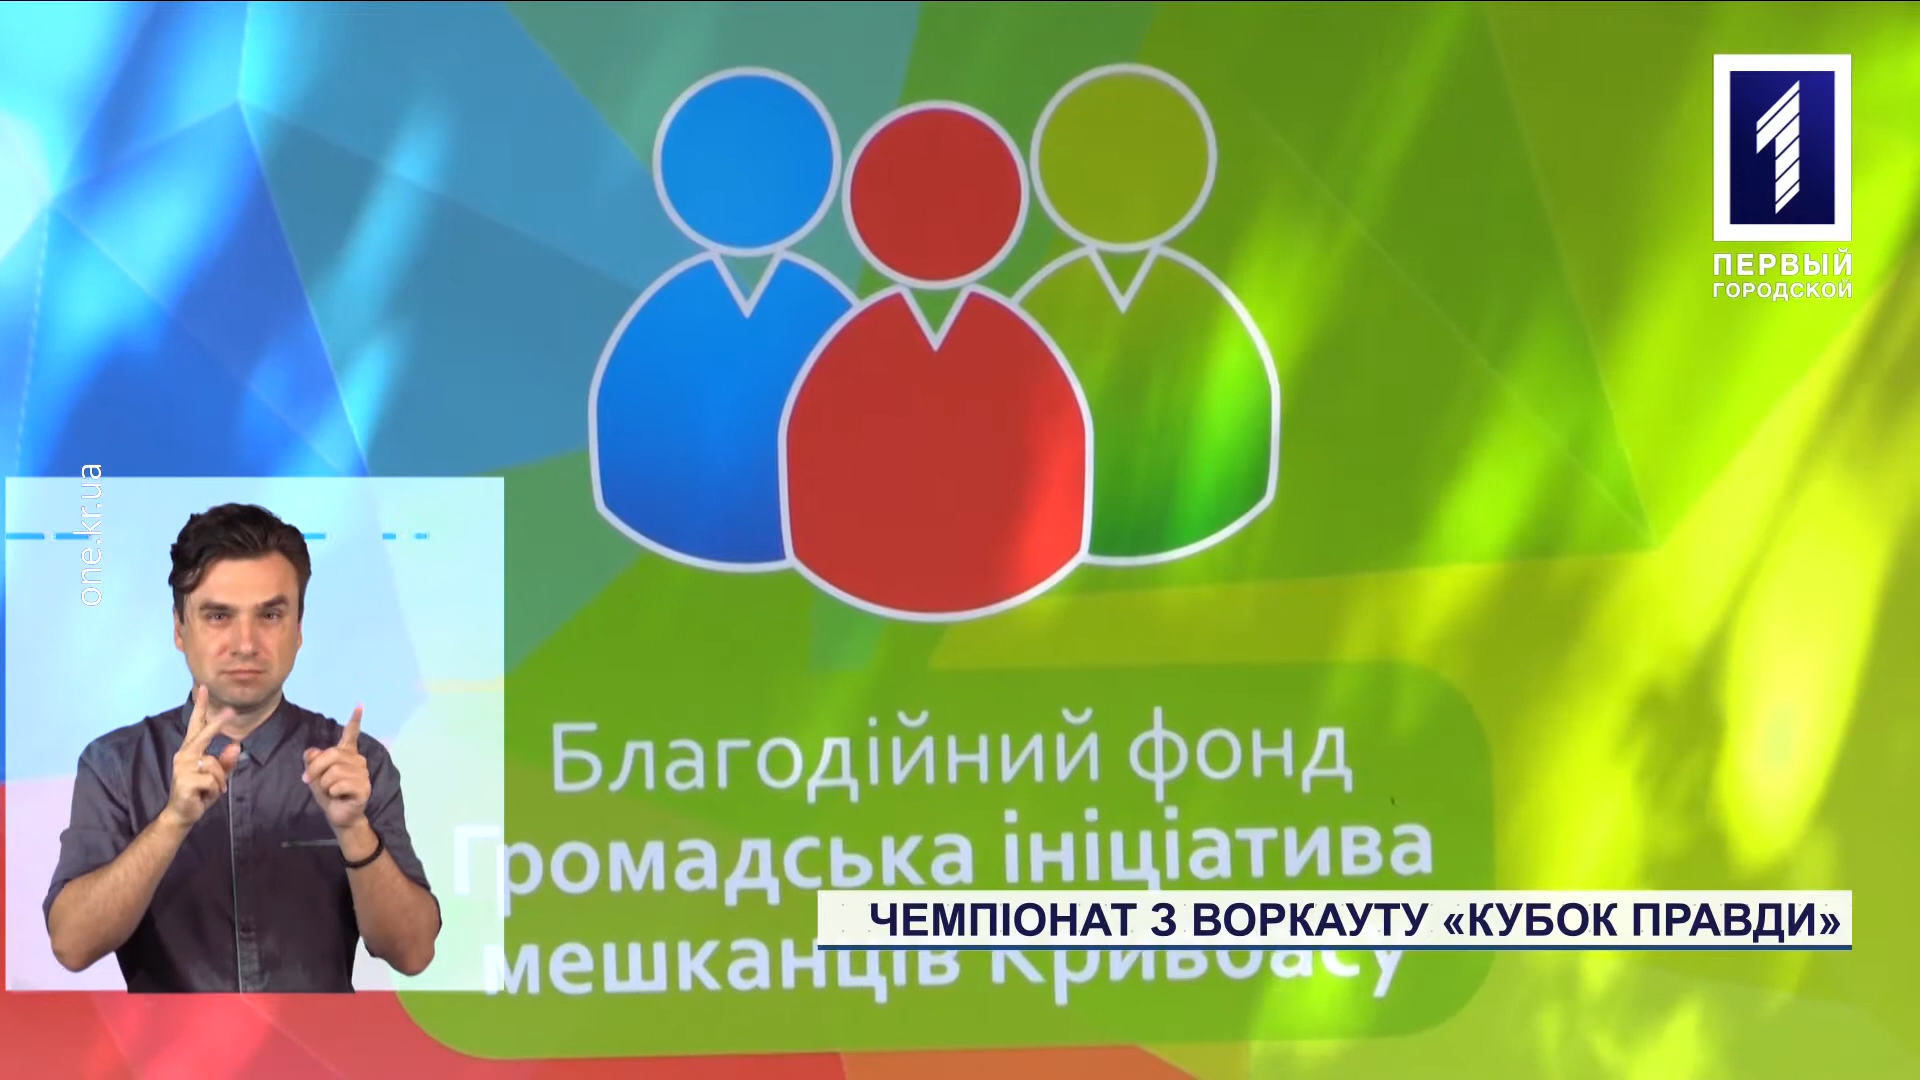 ПЕРВЫЙ
ГОРОДСКОЙ
one.kr.ua
Благодійний фонд
Громадська ініціатива
мешканців Кривбасу
ЧЕМПІОНАТ З ВОРКАУТУ «КУБОК ПРАВДИ»